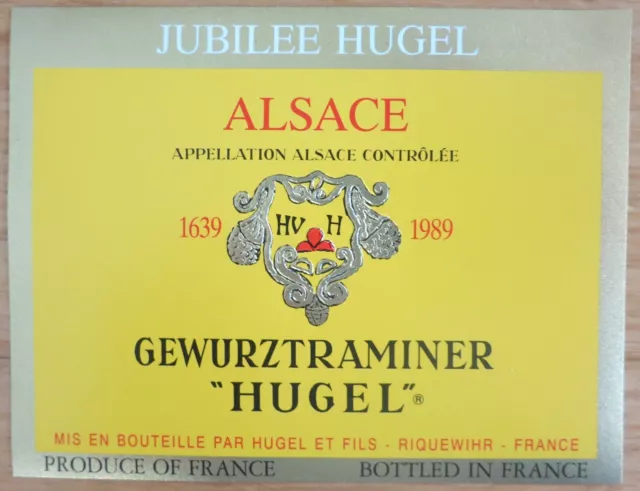 JUBILEE HUGEL
ALSACE
APPELLATION ALSACE CONTRÔLÉE
1639 HV H 1989
GEWURZTRAMINER
"HUGEL"®
MIS EN BOUTEILLE PAR HUGEL ET FILS - RIQUEWIHR - FRANCE
PRODUCE OF FRANCE BOTTLED IN FRANCE